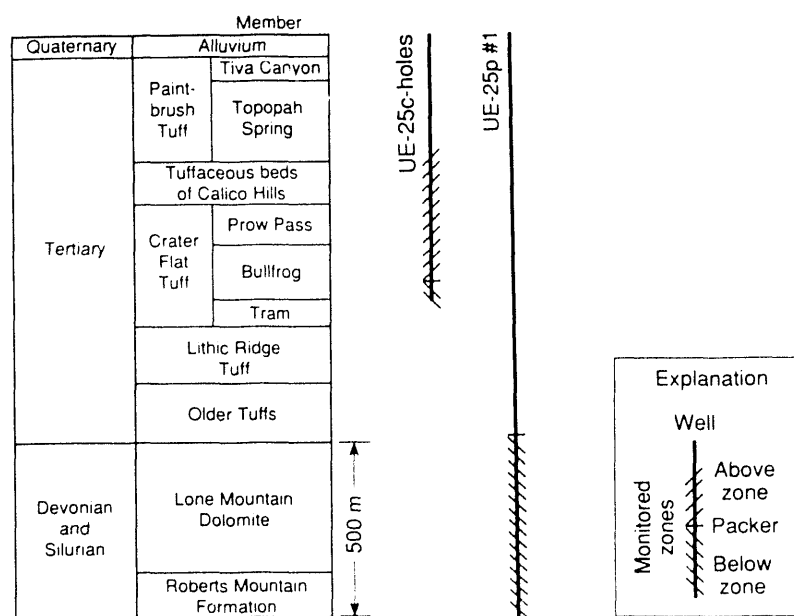 Member
Quaternary
Alluvium
Tertiary
Paint-
brush
Tuff
Tiva Canyon
Topopah
Spring
Tuffaceous beds
of Calico Hills
Crater
Flat
Tuff
Prow Pass
Bullfrog
Tram
Lithic Ridge
Tuff
Older Tuffs
Devonian
and
Silurian
Lone Mountain
Dolomite
Roberts Mountain
Formation
500 m
UE-25c-holes
UE-25p #1
Explanation
Well
Monitored
zones
Above
zone
Packer
Below
zone